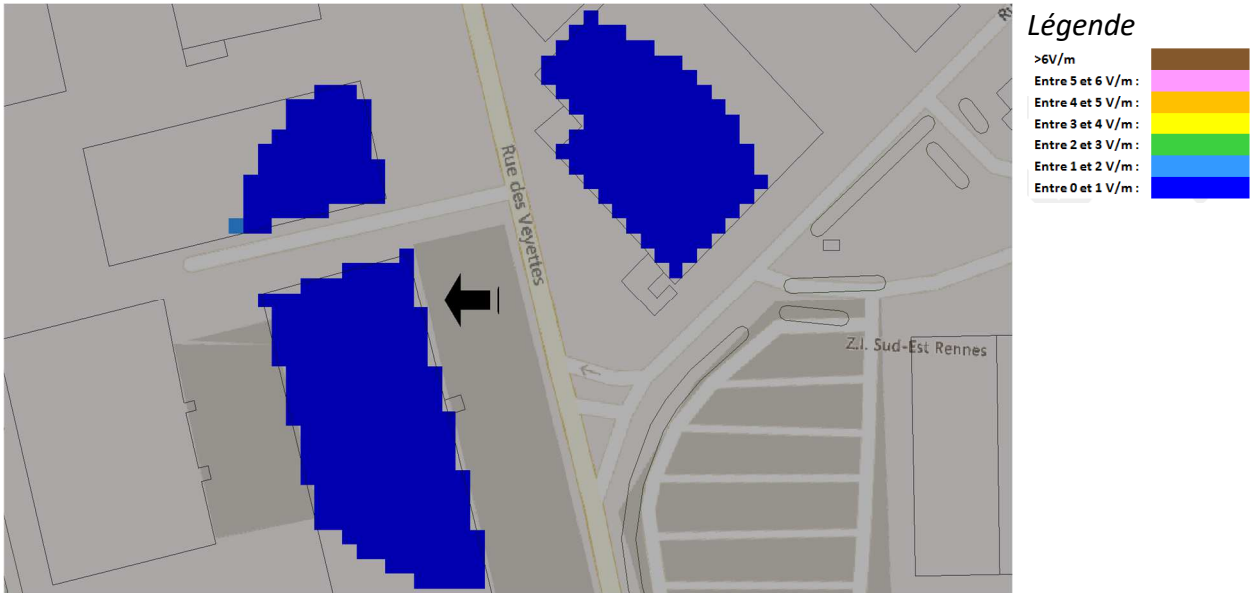 Légende
>6V/m
Entre 5 et 6 V/m :
Entre 4 et 5 V/m :
Entre 3 et 4 V/m :
Entre 2 et 3 V/m :
Entre 1 et 2 V/m :
Entre 0 et 1 V/m :
Rue des Veyettes
Z.I. Sud-Est Rennes